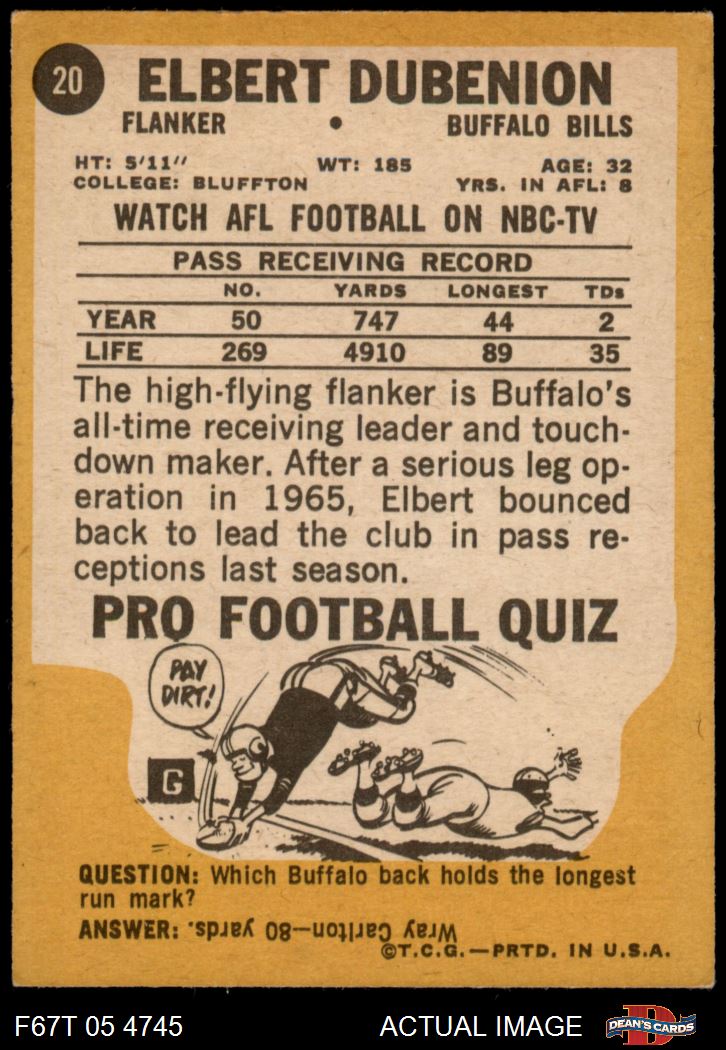 20
ELBERT DUBENION
FLANKER • BUFFALO BILLS
HT: 5'11" WT: 185 AGE: 32
COLLEGE: BLUFFTON YRS. IN AFL: 8
WATCH AFL FOOTBALL ON NBC-TV
PASS RECEIVING RECORD
NO. YARDS LONGEST TDs
YEAR 50 747 44 2
LIFE 269 4910 89 35
The high-flying flanker is Buffalo's
all-time receiving leader and touch-
down maker. After a serious leg op-
eration in 1965, Elbert bounced
back to lead the club in pass re-
ceptions last season.
PRO FOOTBALL QUIZ
PAY
DIRT!
G
QUESTION: Which Buffalo back holds the longest
run mark?
ANSWER: Wray Carlton—80 yards.
©T.C.G.—PRTD. IN U.S.A.
F67T 05 4745 ACTUAL IMAGE DEAN'S CARDS